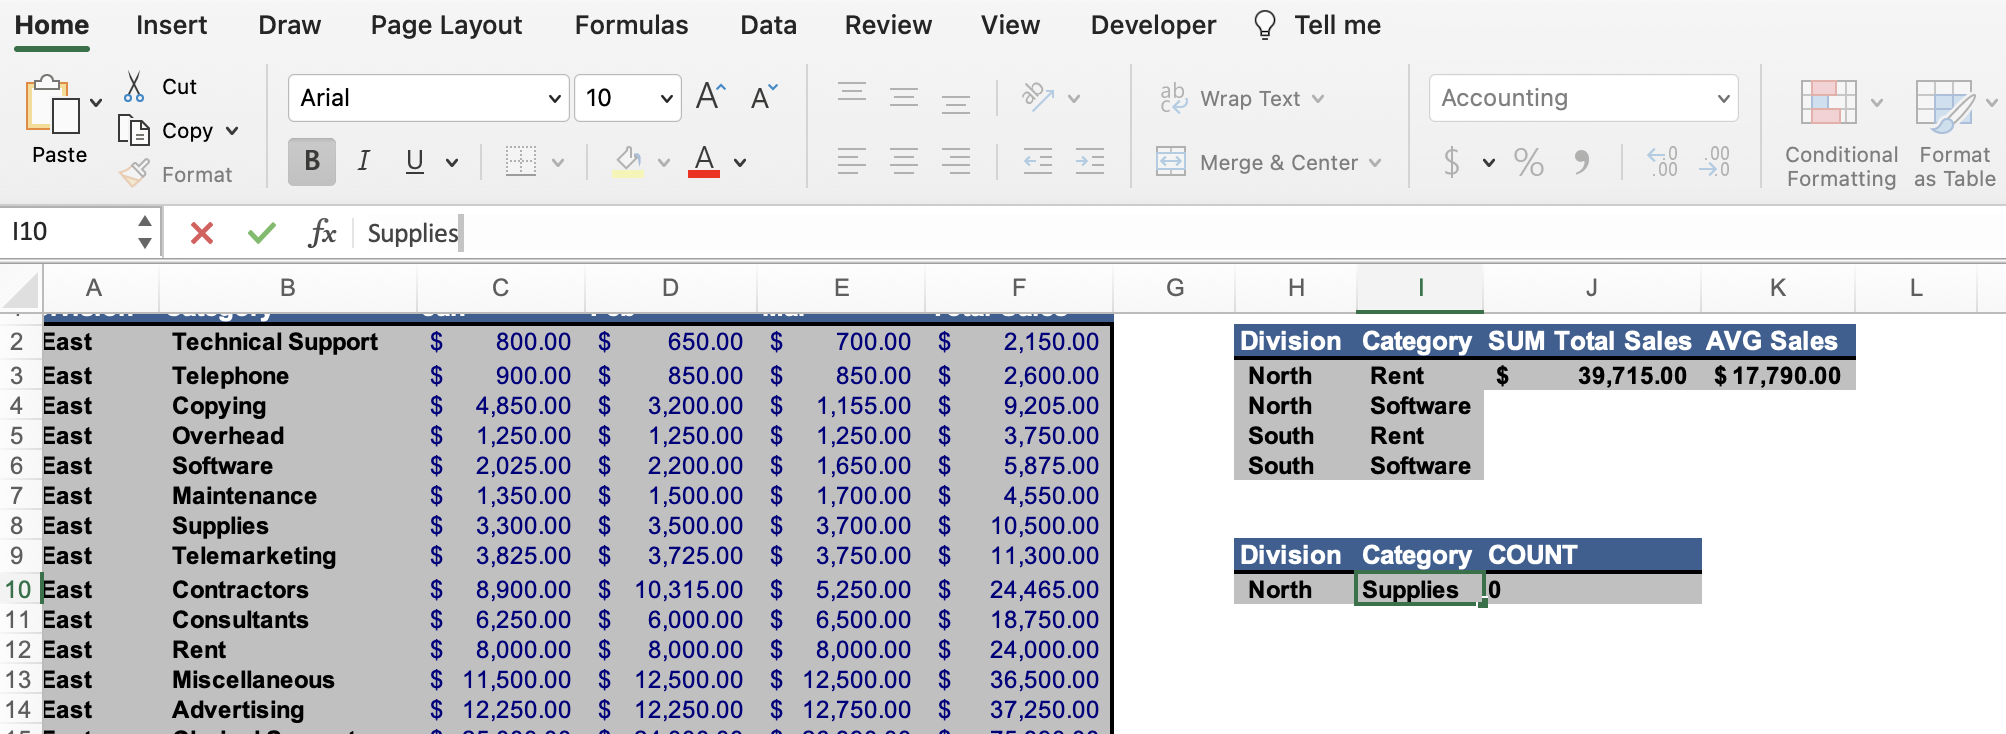 Home Insert Draw Page Layout Formulas Data Review View Developer Tell me
Paste
Cut
Copy
Format
Arial 10 A A
B I U A
ab Wrap Text
Merge & Center
Accounting
$ % 9
Conditional Formatting
Format as Table
I10 fx Supplies
A B C D E F G H I J K L
2 East Technical Support $ 800.00 $ 650.00 $ 700.00 $ 2,150.00 Division Category SUM Total Sales AVG Sales
3 East Telephone $ 900.00 $ 850.00 $ 850.00 $ 2,600.00 North Rent $ 39,715.00 $ 17,790.00
4 East Copying $ 4,850.00 $ 3,200.00 $ 1,155.00 $ 9,205.00 North Software
5 East Overhead $ 1,250.00 $ 1,250.00 $ 1,250.00 $ 3,750.00 South Rent
6 East Software $ 2,025.00 $ 2,200.00 $ 1,650.00 $ 5,875.00 South Software
7 East Maintenance $ 1,350.00 $ 1,500.00 $ 1,700.00 $ 4,550.00
8 East Supplies $ 3,300.00 $ 3,500.00 $ 3,700.00 $ 10,500.00
9 East Telemarketing $ 3,825.00 $ 3,725.00 $ 3,750.00 $ 11,300.00 Division Category COUNT
10 East Contractors $ 8,900.00 $ 10,315.00 $ 5,250.00 $ 24,465.00 North Supplies 0
11 East Consultants $ 6,250.00 $ 6,000.00 $ 6,500.00 $ 18,750.00
12 East Rent $ 8,000.00 $ 8,000.00 $ 8,000.00 $ 24,000.00
13 East Miscellaneous $ 11,500.00 $ 12,500.00 $ 12,500.00 $ 36,500.00
14 East Advertising $ 12,250.00 $ 12,250.00 $ 12,750.00 $ 37,250.00